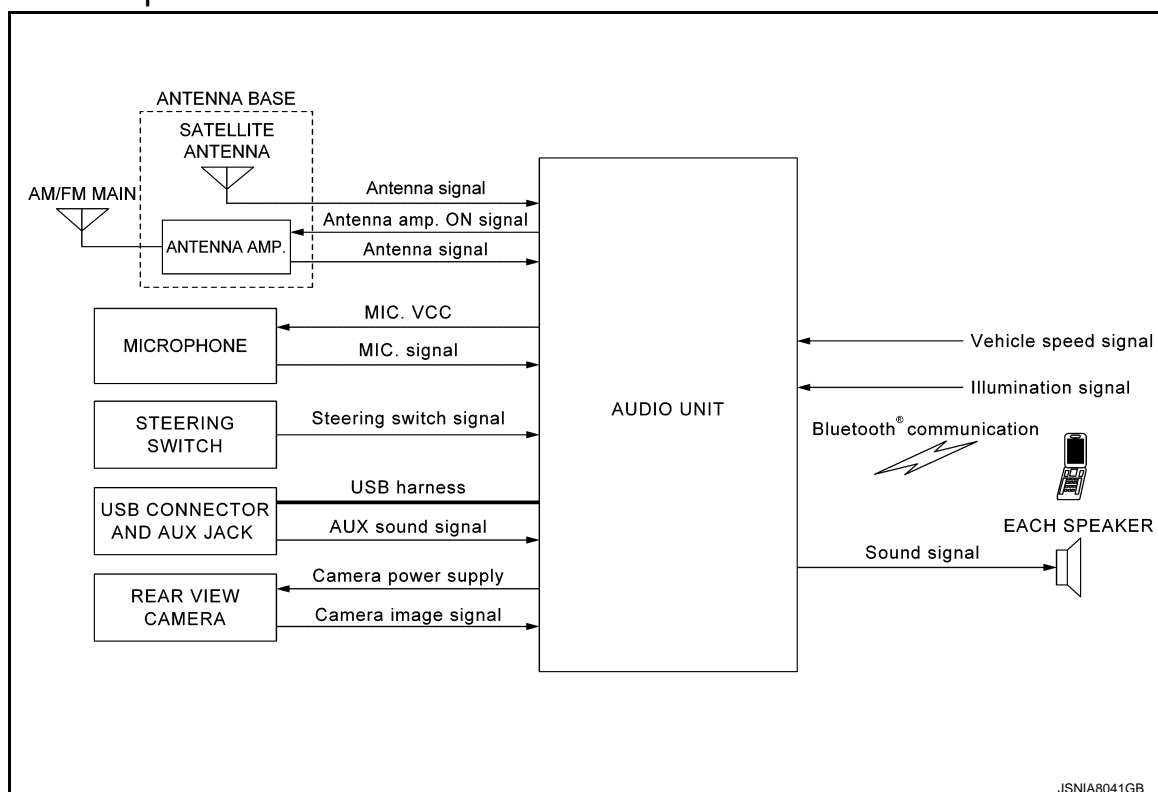 ANTENNA BASE
SATELLITE
ANTENNA
AM/FM MAIN
ANTENNA AMP.
Antenna signal
Antenna amp. ON signal
Antenna signal
MICROPHONE
MIC. VCC
MIC. signal
STEERING
SWITCH
Steering switch signal
USB CONNECTOR
AND AUX JACK
USB harness
AUX sound signal
REAR VIEW
CAMERA
Camera power supply
Camera image signal
AUDIO UNIT
Vehicle speed signal
Illumination signal
Bluetooth® communication
EACH SPEAKER
Sound signal
JSNIA8041GB